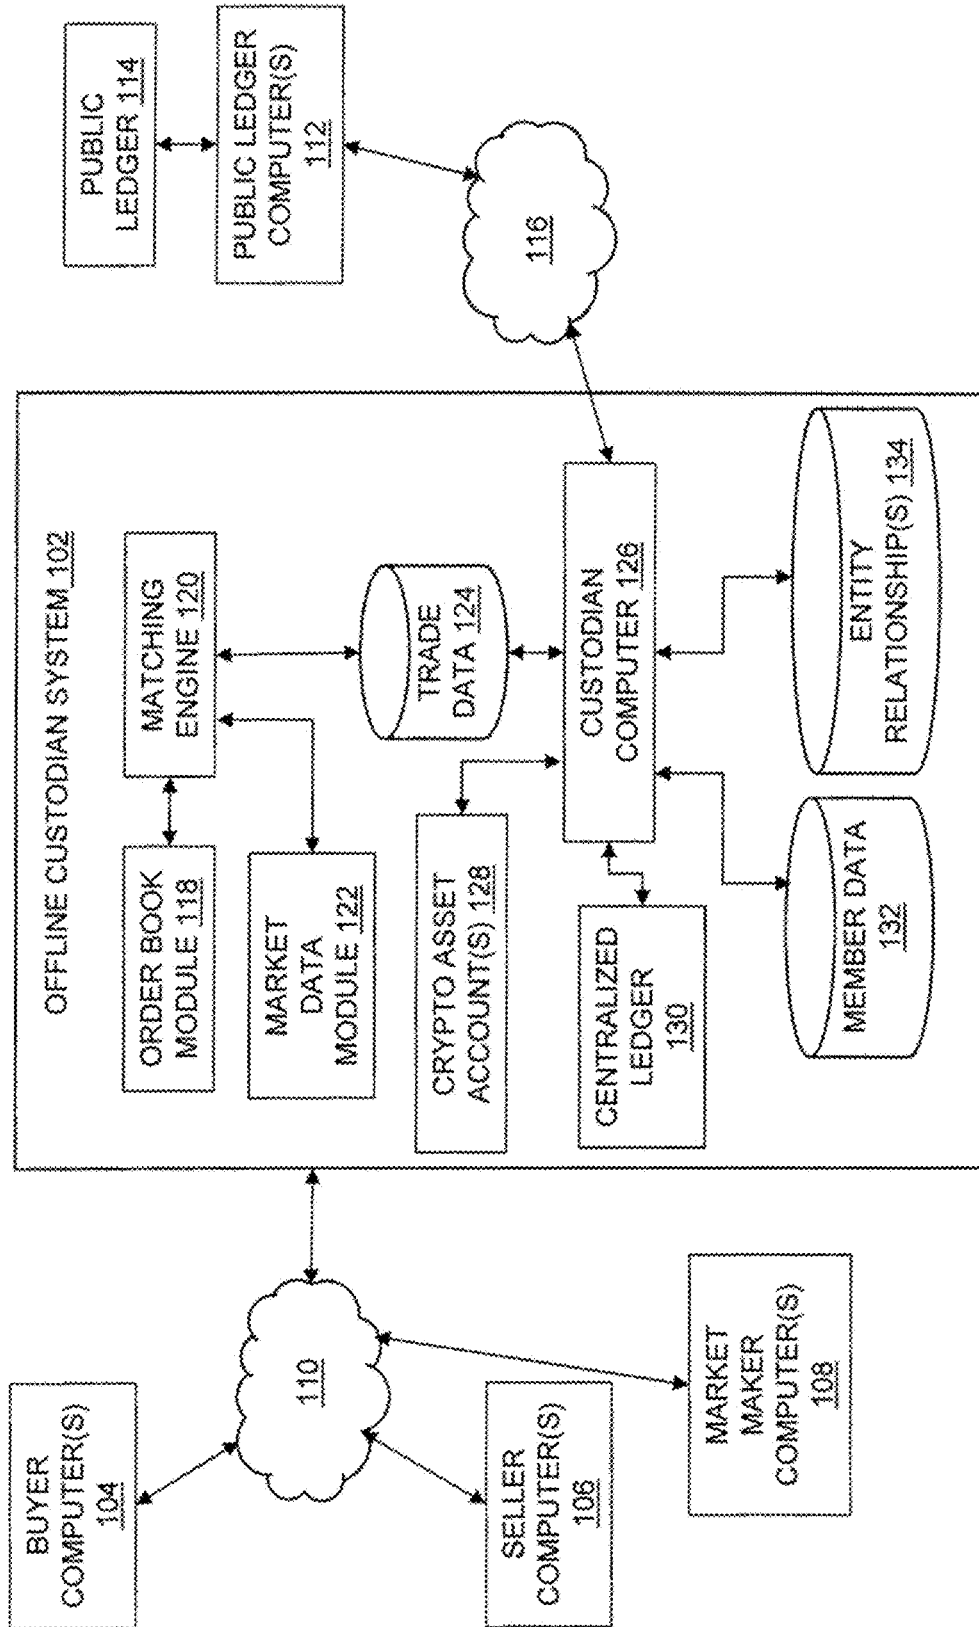 BUYER
COMPUTER(S)
104
SELLER
COMPUTER(S)
106
MARKET
MAKER
COMPUTER(S)
108
110
OFFLINE CUSTODIAN SYSTEM 102
ORDER BOOK
MODULE 118
MATCHING
ENGINE 120
MARKET
DATA
MODULE 122
TRADE
DATA 124
CRYPTO ASSET
ACCOUNT(S) 128
CUSTODIAN
COMPUTER 126
CENTRALIZED
LEDGER
130
MEMBER DATA
132
ENTITY
RELATIONSHIP(S) 134
116
PUBLIC
LEDGER 114
PUBLIC LEDGER
COMPUTER(S)
112